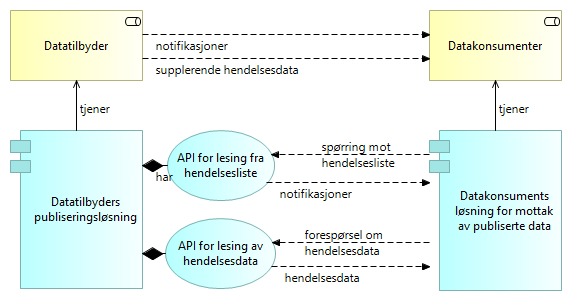 Datatilbyder
notifikasjoner
supplerende hendelsesdata
Datakonsumenter
tjener
tjener
Datatilbyders
publiseringsløsning
har
API for lesing fra
hendelsesliste
spørring mot
hendelsesliste
notifikasjoner
API for lesing av
hendelsesdata
forespørsel om
hendelsesdata
hendelsesdata
Datakonsuments
løsning for mottak
av publiserte data